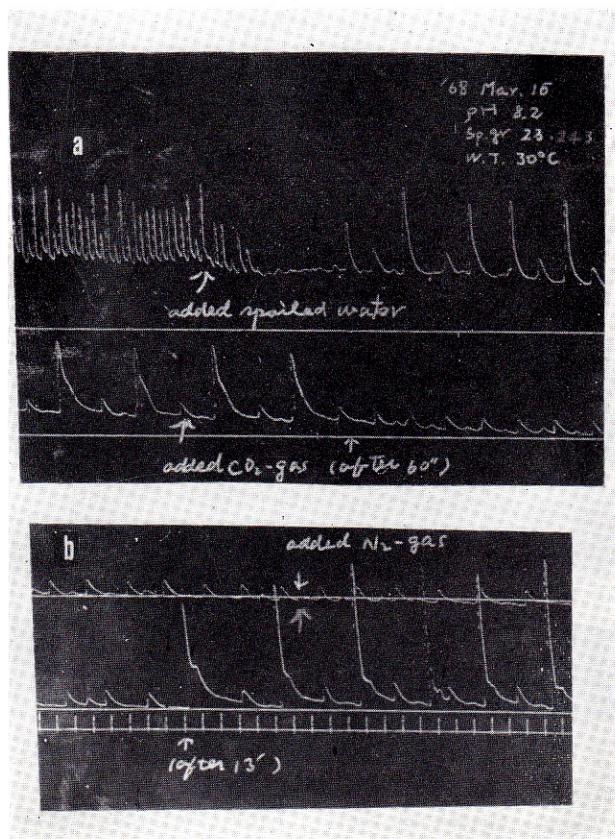 '68 Mar. 16
pH 8.2
a
Sp.gr 23.243
W.T. 30°C
added spoiled water
added CO₂-gas (after 60")
b
added N₂-gas
(after 13')